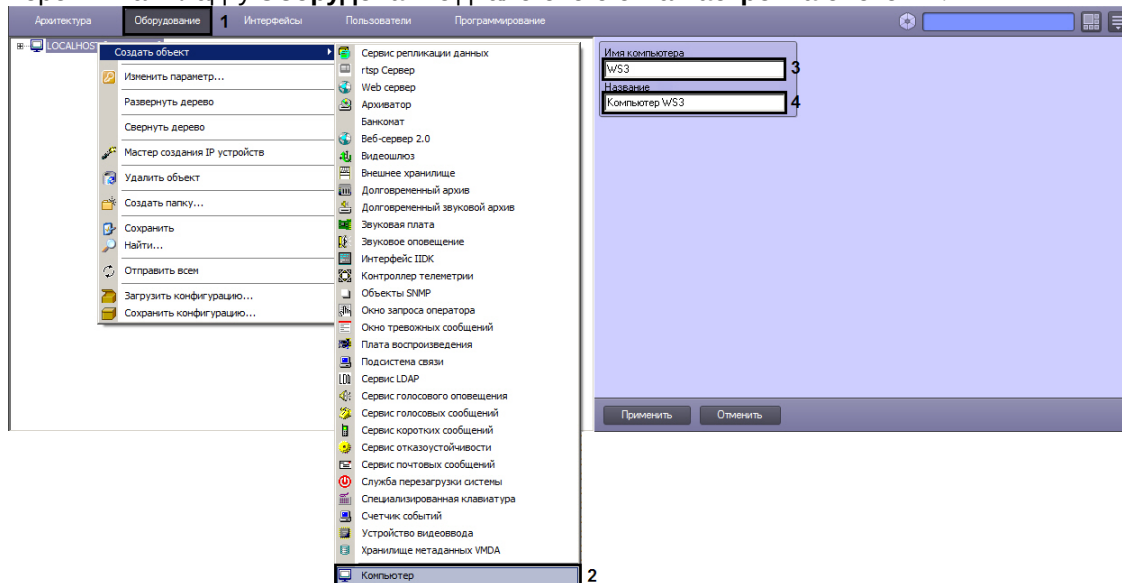 Архитектура
Оборудование
1
Интерфейсы
Пользователи
Программирование
LOCALHOST
Создать объект
Изменить параметр...
Развернуть дерево
Свернуть дерево
Мастер создания IP устройств
Удалить объект
Создать папку...
Сохранить
Найти...
Отправить всем
Загрузить конфигурацию...
Сохранить конфигурацию...
Сервис репликации данных
rtsp Сервер
Web сервер
Архиватор
Банкомат
Веб-сервер 2.0
Видеошлюз
Внешнее хранилище
Долговременный архив
Долговременный звуковой архив
Звуковая плата
Звуковое оповещение
Интерфейс IIDK
Контроллер телеметрии
Объекты SNMP
Окно запроса оператора
Окно тревожных сообщений
Плата воспроизведения
Подсистема связи
Сервис LDAP
Сервис голосового оповещения
Сервис голосовых сообщений
Сервис коротких сообщений
Сервис отказоустойчивости
Сервис почтовых сообщений
Служба перезагрузки системы
Специализированная клавиатура
Счетчик событий
Устройство видеоввода
Хранилище метаданных VMDA
Компьютер
2
Имя компьютера
WS3
3
Название
Компьютер WS3
4
Применить
Отменить